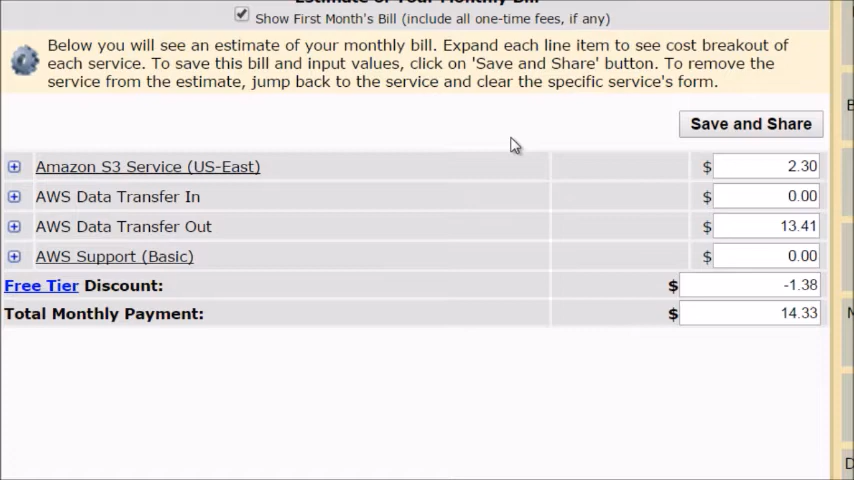 Show First Month's Bill (include all one-time fees, if any)
Below you will see an estimate of your monthly bill. Expand each line item to see cost breakout of
each service. To save this bill and input values, click on 'Save and Share' button. To remove the
service from the estimate, jump back to the service and clear the specific service's form.
Save and Share
Amazon S3 Service (US-East) $ 2.30
AWS Data Transfer In $ 0.00
AWS Data Transfer Out $ 13.41
AWS Support (Basic) $ 0.00
Free Tier Discount: $ -1.38
Total Monthly Payment: $ 14.33